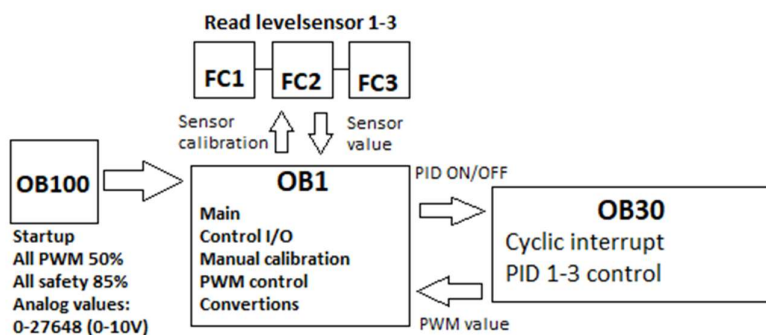 Read levelsensor 1-3
FC1 FC2 FC3
Sensor calibration
Sensor value
OB100
Startup
All PWM 50%
All safety 85%
Analog values:
0-27648 (0-10V)
OB1
Main
Control I/O
Manual calibration
PWM control
Convertions
PID ON/OFF
PWM value
OB30
Cyclic interrupt
PID 1-3 control